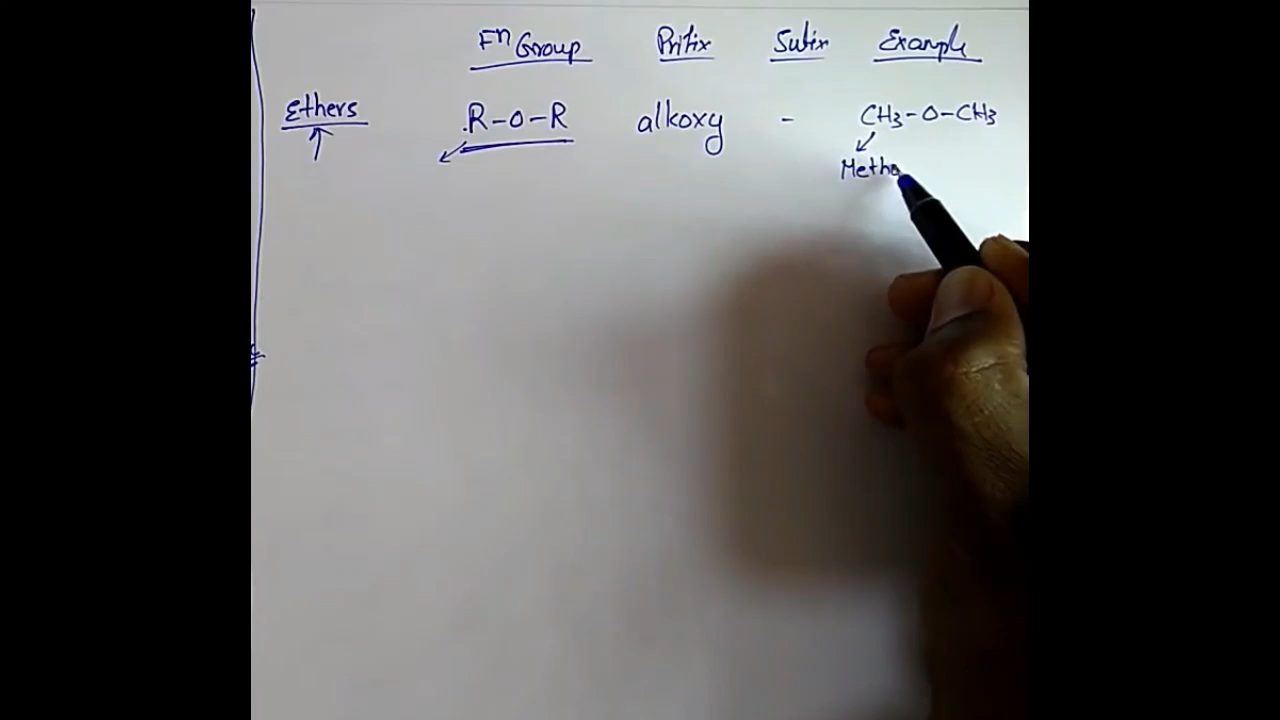 Fn Group Prifix Sufix Example
Ethers R-O-R alkoxy - CH3-O-CH3
Metho